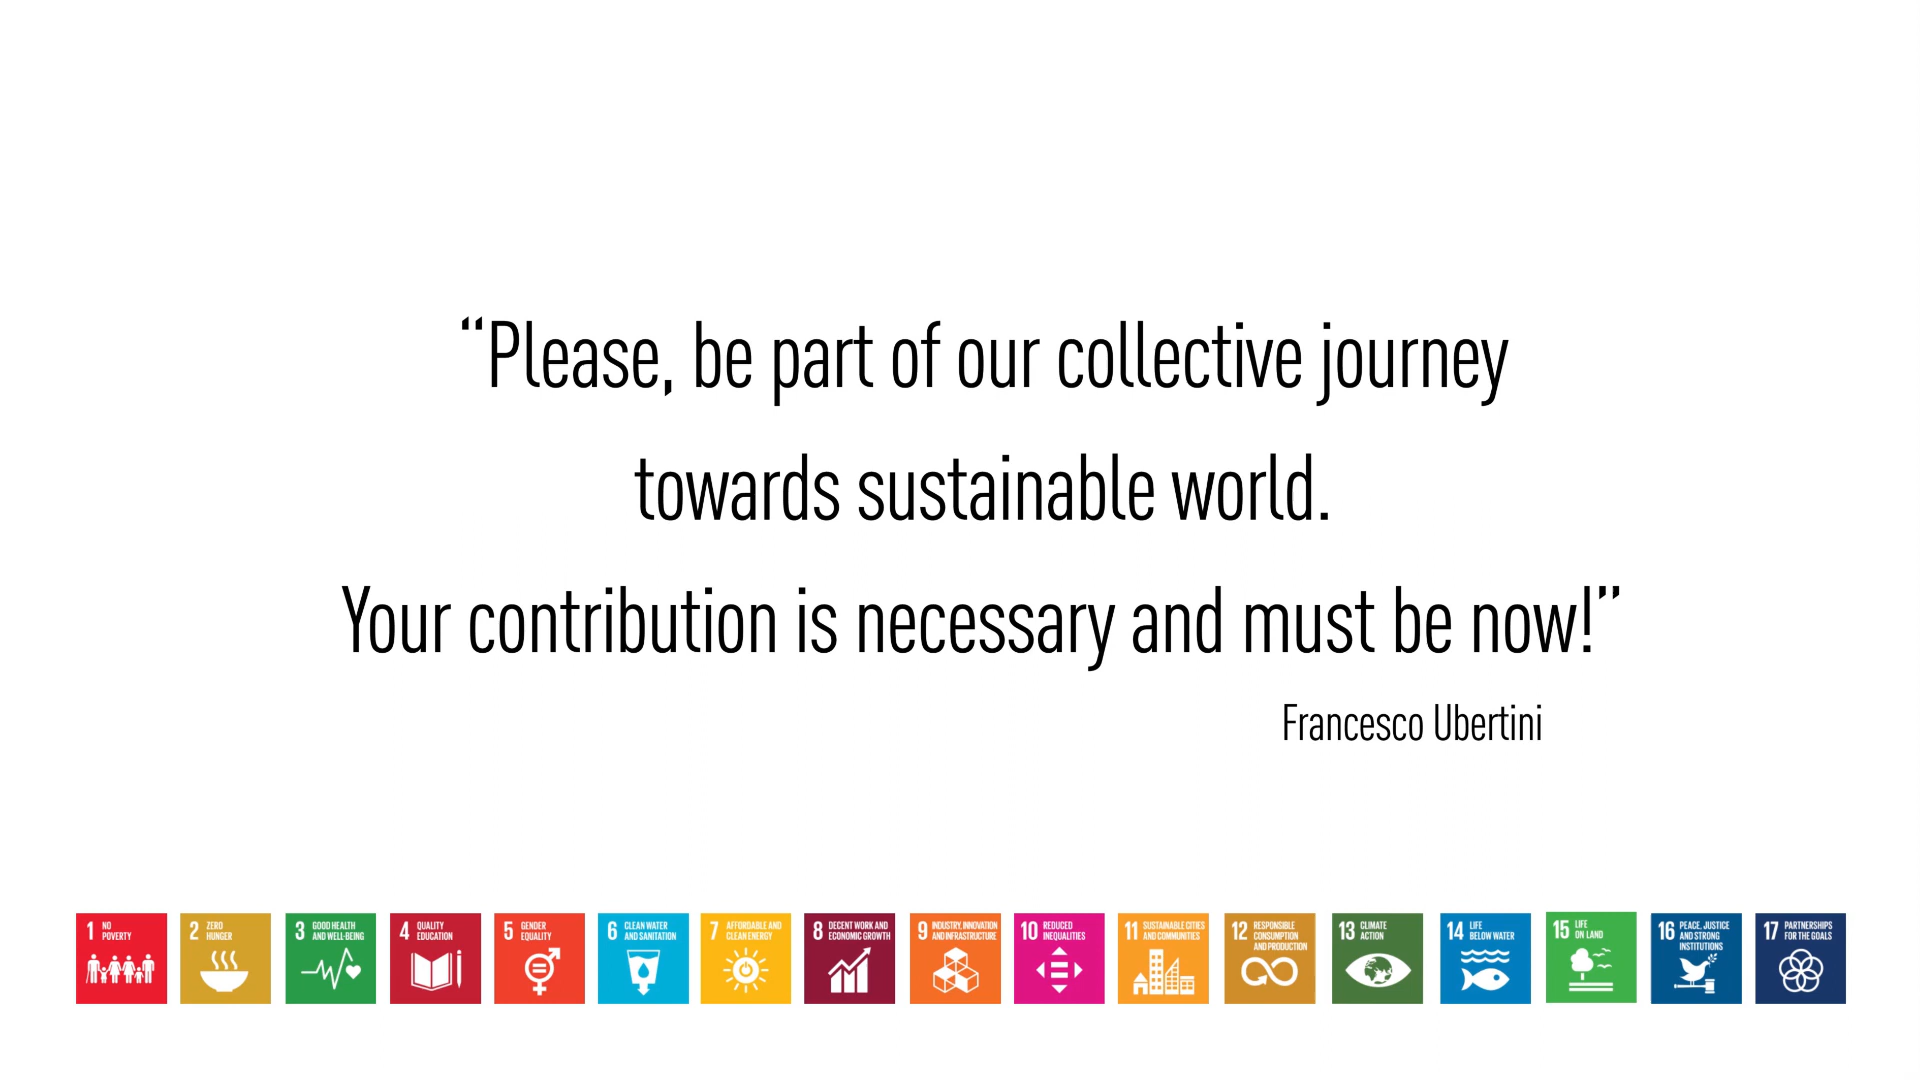 “Please, be part of our collective journey
towards sustainable world.
Your contribution is necessary and must be now!”
Francesco Ubertini
1 NO
POVERTY
2 ZERO
HUNGER
3 GOOD HEALTH
AND WELL-BEING
4 QUALITY
EDUCATION
5 GENDER
EQUALITY
6 CLEAN WATER
AND SANITATION
7 AFFORDABLE AND
CLEAN ENERGY
8 DECENT WORK AND
ECONOMIC GROWTH
9 INDUSTRY, INNOVATION
AND INFRASTRUCTURE
10 REDUCED
INEQUALITIES
11 SUSTAINABLE CITIES
AND COMMUNITIES
12 RESPONSIBLE
CONSUMPTION
AND PRODUCTION
13 CLIMATE
ACTION
14 LIFE
BELOW WATER
15 LIFE
ON LAND
16 PEACE, JUSTICE
AND STRONG
INSTITUTIONS
17 PARTNERSHIPS
FOR THE GOALS